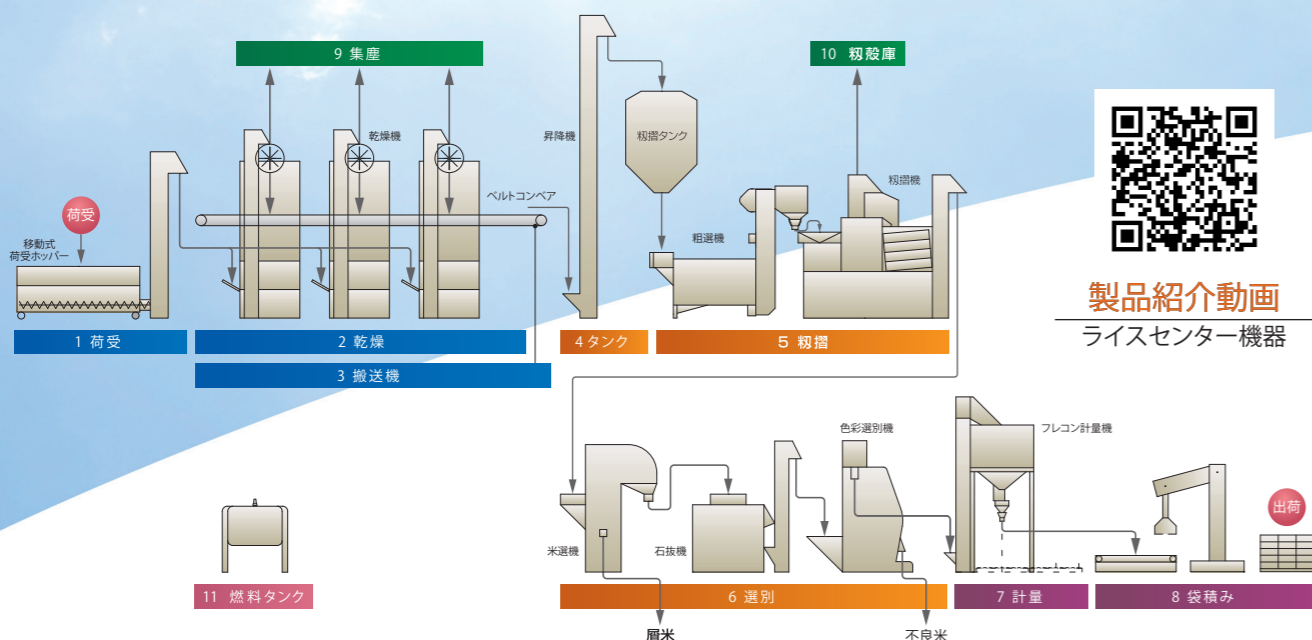 9 集塵
10 籾殻庫
乾燥機
昇降機
籾摺タンク
籾摺機
荷受
移動式
荷受ホッパー
ベルトコンベア
粗選機
製品紹介動画
ライスセンター機器
1 荷受
2 乾燥
3 搬送機
4 タンク
5 籾摺
色彩選別機
フレコン計量機
出荷
米選機
石抜機
11 燃料タンク
6 選別
7 計量
8 袋積み
屑米
不良米